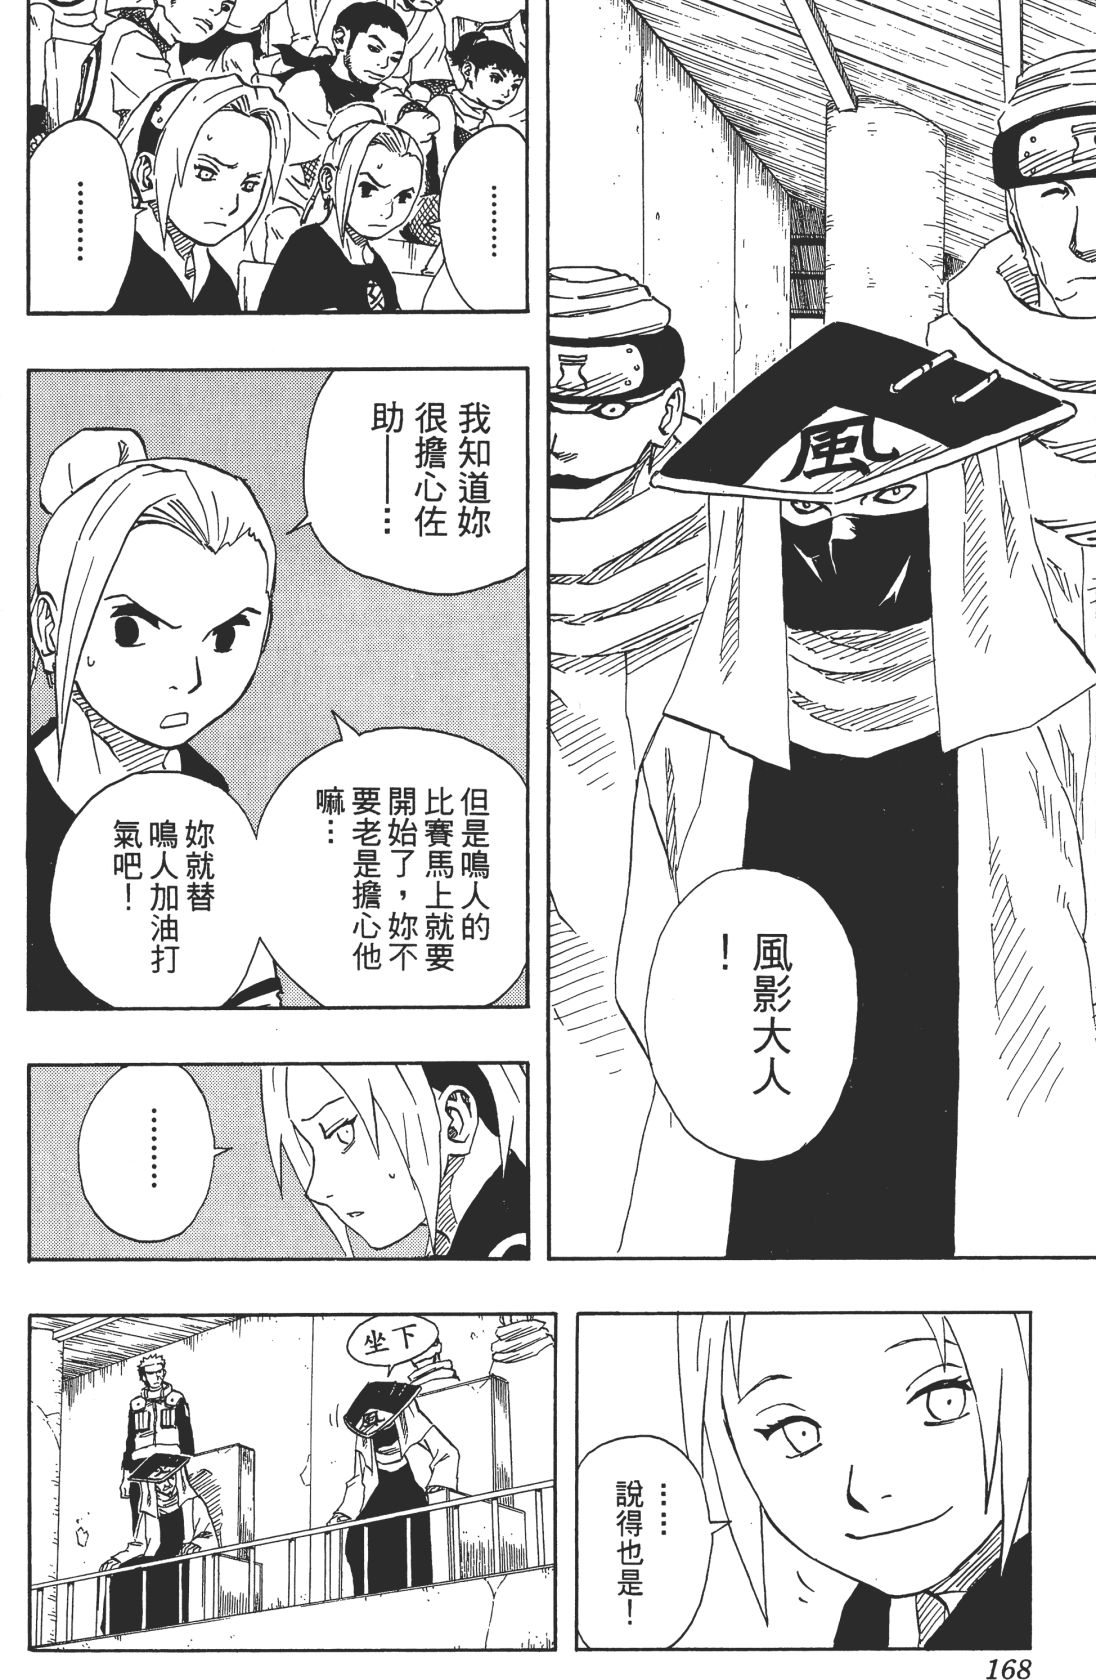 風
風影大人
！
⋯⋯⋯
⋯⋯⋯
我知道妳
很擔心佐
助──⋯
但是鳴人的
比賽馬上就要
開始了，妳不
要老是擔心他
嘛⋯
妳就替
鳴人加油打
氣吧！
⋯⋯⋯
⋯⋯
說得也是！
坐下
風
168